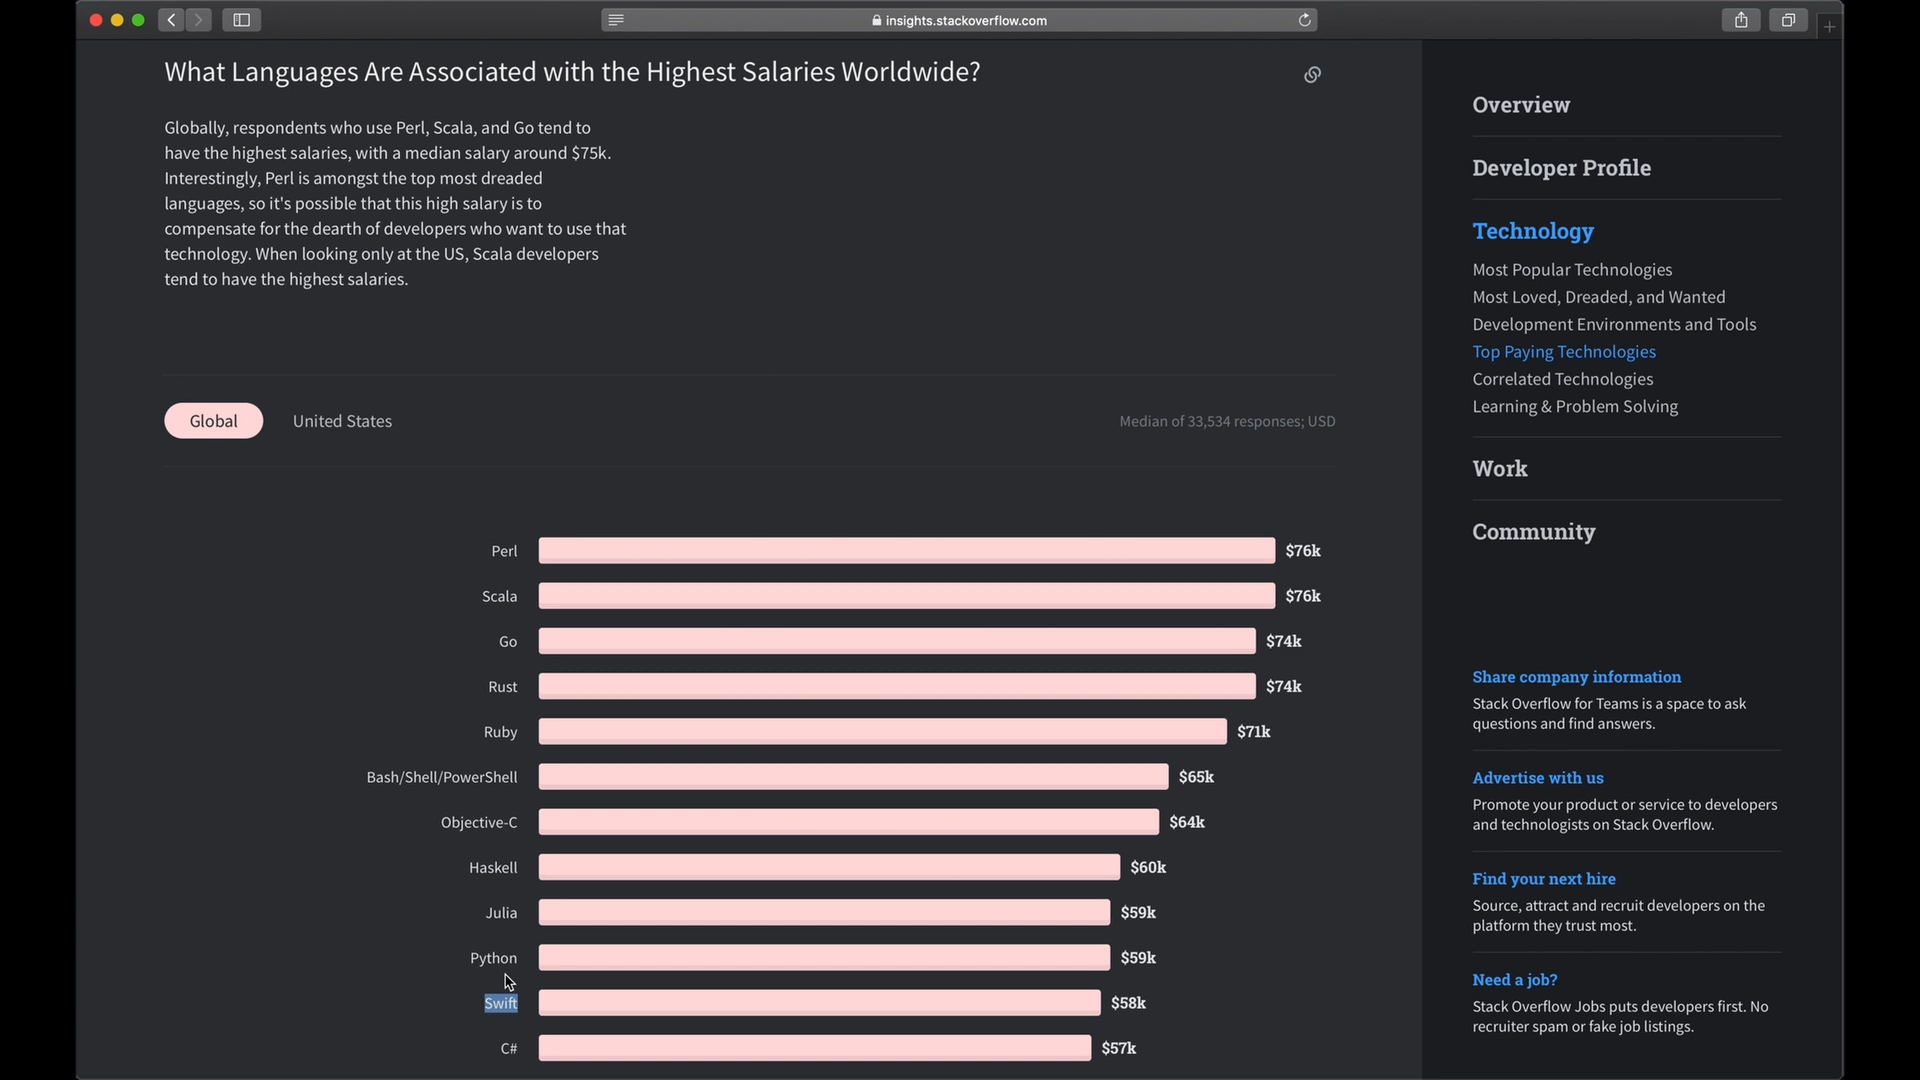 insights.stackoverflow.com
What Languages Are Associated with the Highest Salaries Worldwide?
Globally, respondents who use Perl, Scala, and Go tend to
have the highest salaries, with a median salary around $75k.
Interestingly, Perl is amongst the top most dreaded
languages, so it's possible that this high salary is to
compensate for the dearth of developers who want to use that
technology. When looking only at the US, Scala developers
tend to have the highest salaries.
Global
United States
Median of 33,534 responses; USD
Perl $76k
Scala $76k
Go $74k
Rust $74k
Ruby $71k
Bash/Shell/PowerShell $65k
Objective-C $64k
Haskell $60k
Julia $59k
Python $59k
Swift $58k
C# $57k
Overview
Developer Profile
Technology
Most Popular Technologies
Most Loved, Dreaded, and Wanted
Development Environments and Tools
Top Paying Technologies
Correlated Technologies
Learning & Problem Solving
Work
Community
Share company information
Stack Overflow for Teams is a space to ask
questions and find answers.
Advertise with us
Promote your product or service to developers
and technologists on Stack Overflow.
Find your next hire
Source, attract and recruit developers on the
platform they trust most.
Need a job?
Stack Overflow Jobs puts developers first. No
recruiter spam or fake job listings.